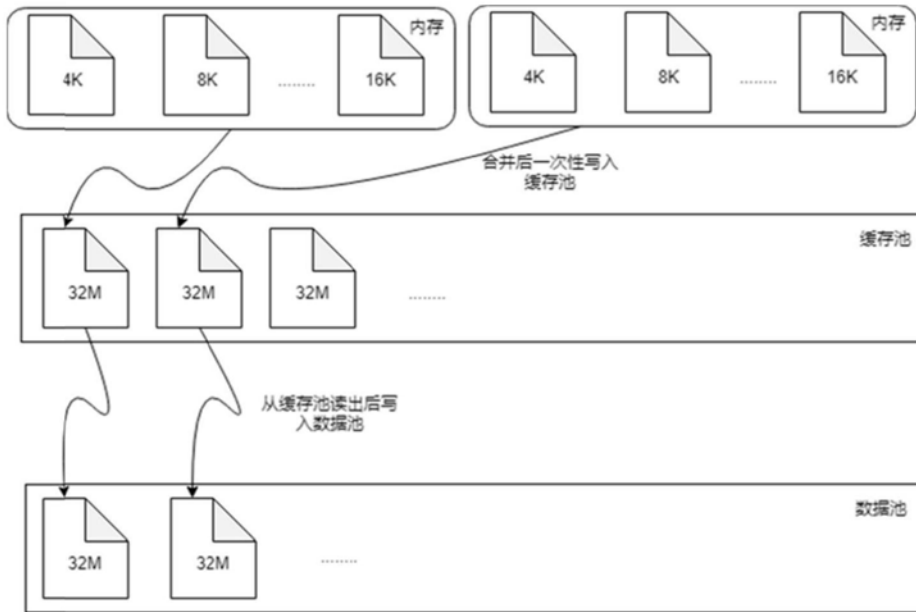 内存
4K
8K
........
16K
内存
4K
8K
........
16K
合并后一次性写入
缓存池
缓存池
32M
32M
32M
........
从缓存池读出后写
入数据池
数据池
32M
32M
........